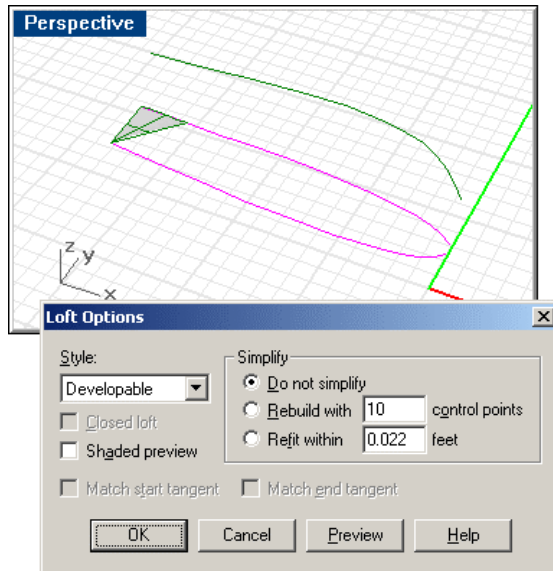 Perspective
z
y
x
Loft Options
Style:
Developable
Closed loft
Shaded preview
Simplify
Do not simplify
Rebuild with 10 control points
Refit within 0.022 feet
Match start tangent Match end tangent
OK Cancel Preview Help